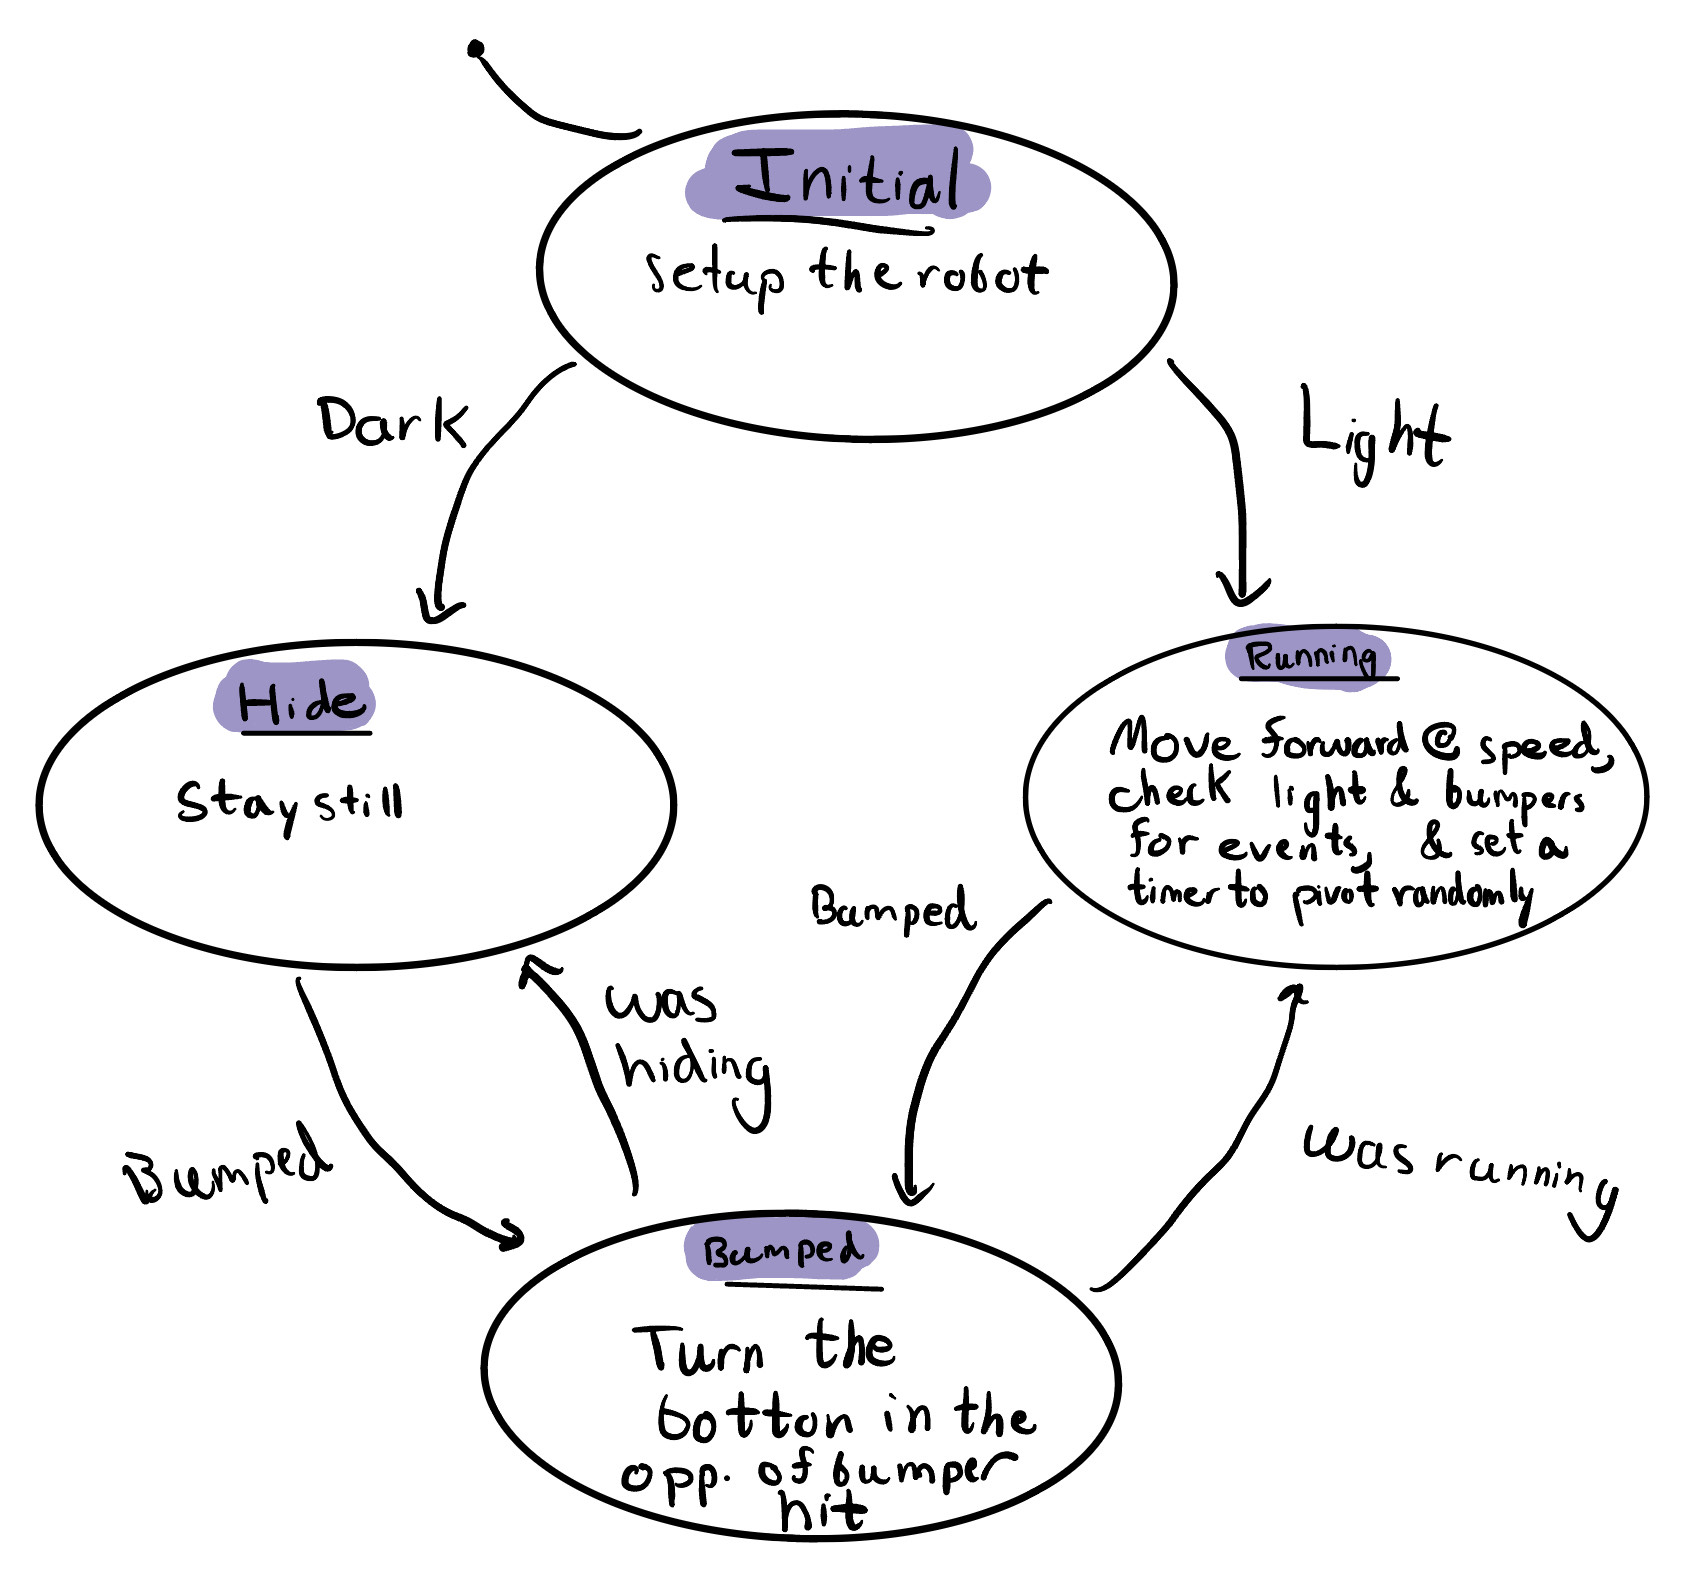 Initial
setup the robot
Dark
Light
Hide
Stay still
Running
Move forward @ speed,
check light & bumpers
for events, & set a
timer to pivot randomly
Bumped
was
hiding
Bumped
was running
Bumped
Turn the
botton in the
opp. of bumper
hit